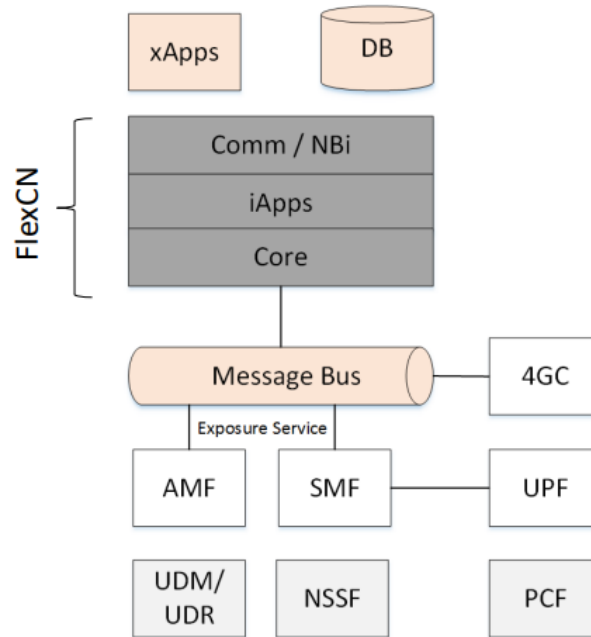 xApps
DB
FlexCN
Comm / NBi
iApps
Core
Message Bus
4GC
Exposure Service
AMF
SMF
UPF
UDM/
UDR
NSSF
PCF